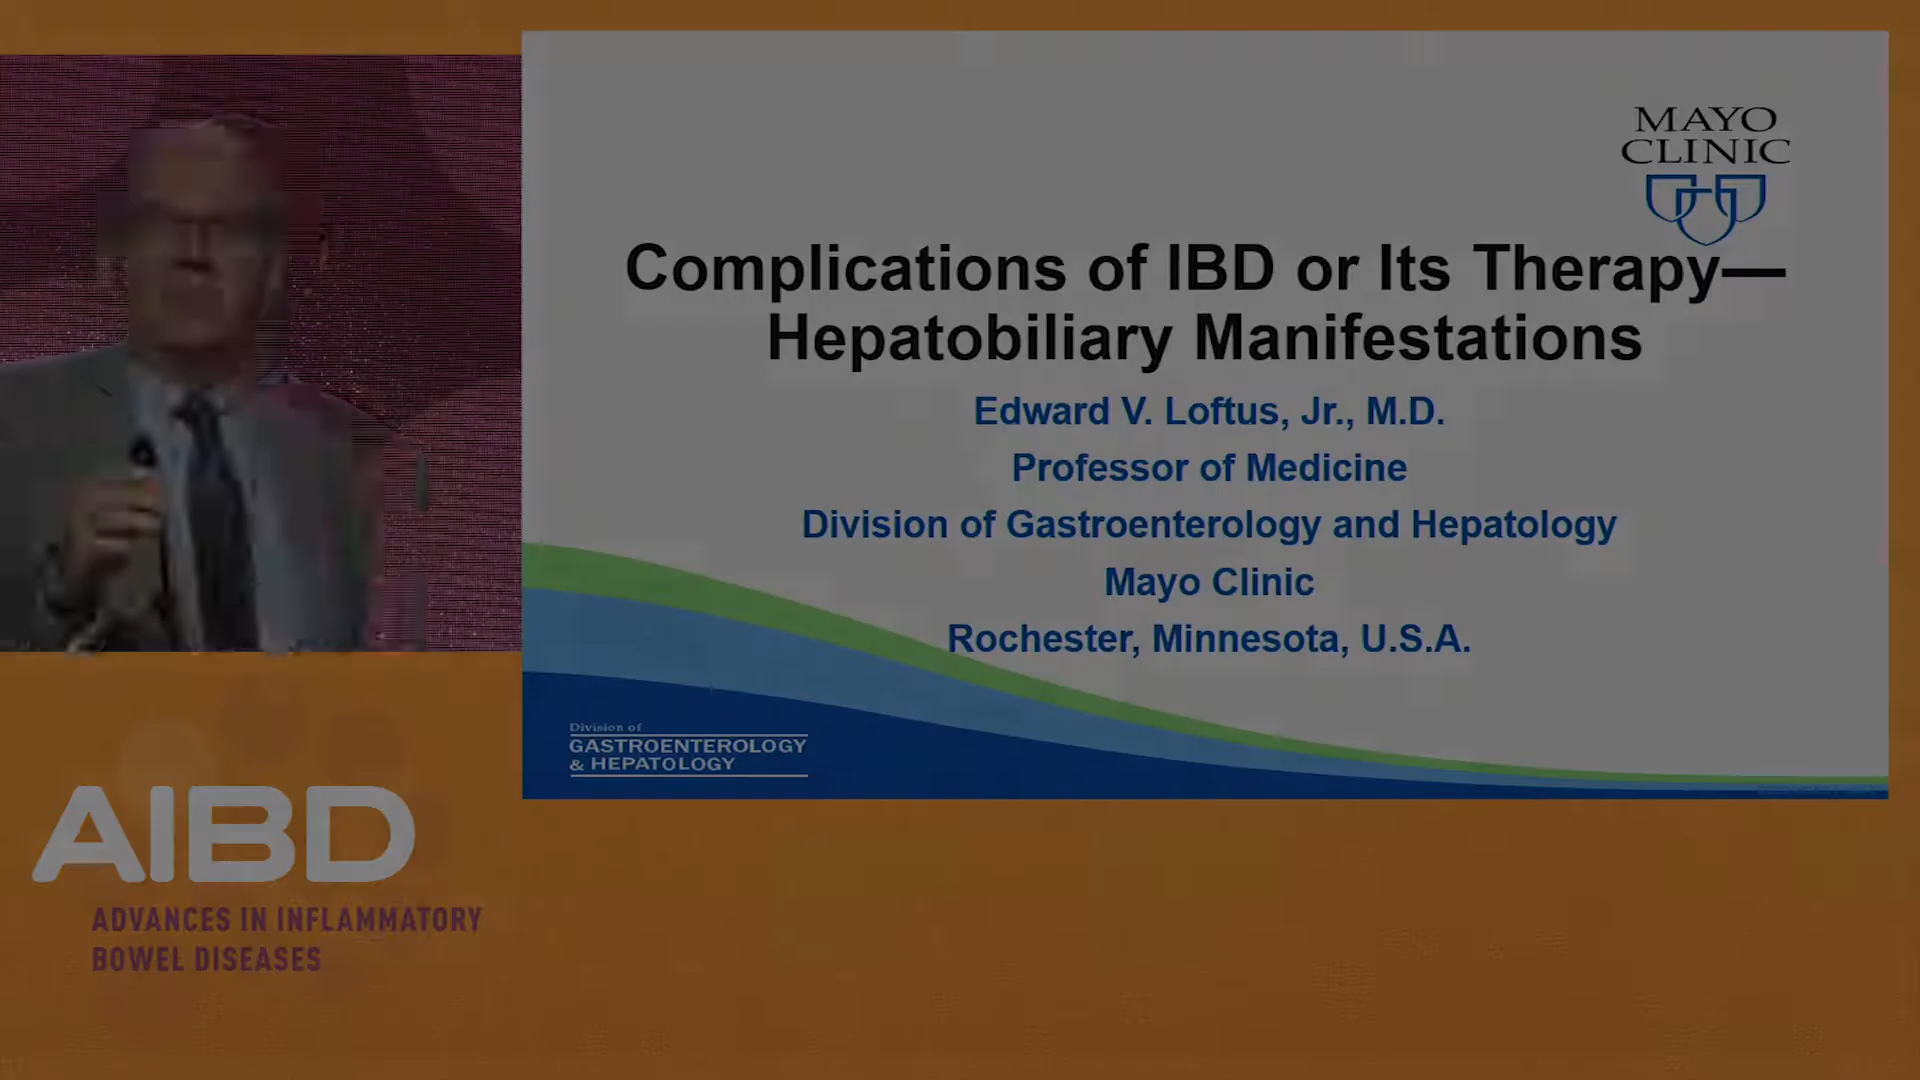 MAYO
CLINIC
Complications of IBD or Its Therapy—
Hepatobiliary Manifestations
Edward V. Loftus, Jr., M.D.
Professor of Medicine
Division of Gastroenterology and Hepatology
Mayo Clinic
Rochester, Minnesota, U.S.A.
Division of
GASTROENTEROLOGY
& HEPATOLOGY
AIBD
ADVANCES IN INFLAMMATORY
BOWEL DISEASES